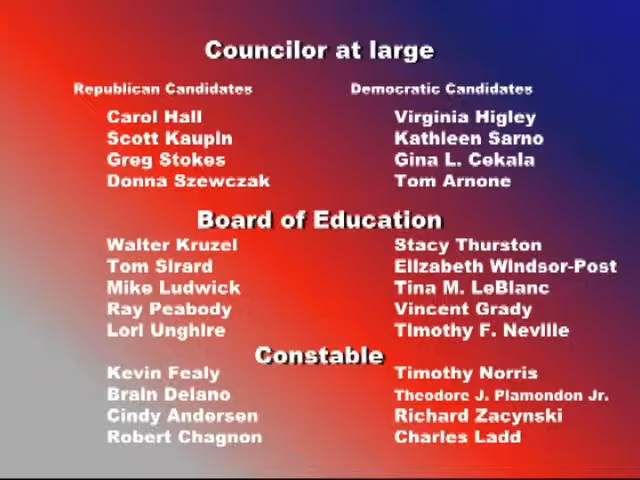 Councilor at large
Republican Candidates Democratic Candidates
Carol Hall Virginia Higley
Scott Kaupin Kathleen Sarno
Greg Stokes Gina L. Cekala
Donna Szewczak Tom Arnone
Board of Education
Walter Kruzel Stacy Thurston
Tom Sirard Elizabeth Windsor-Post
Mike Ludwick Tina M. LeBlanc
Ray Peabody Vincent Grady
Lori Unghire Timothy F. Neville
Constable
Kevin Fealy Timothy Norris
Brain Delano Theodore J. Plamondon Jr.
Cindy Andersen Richard Zacynski
Robert Chagnon Charles Ladd